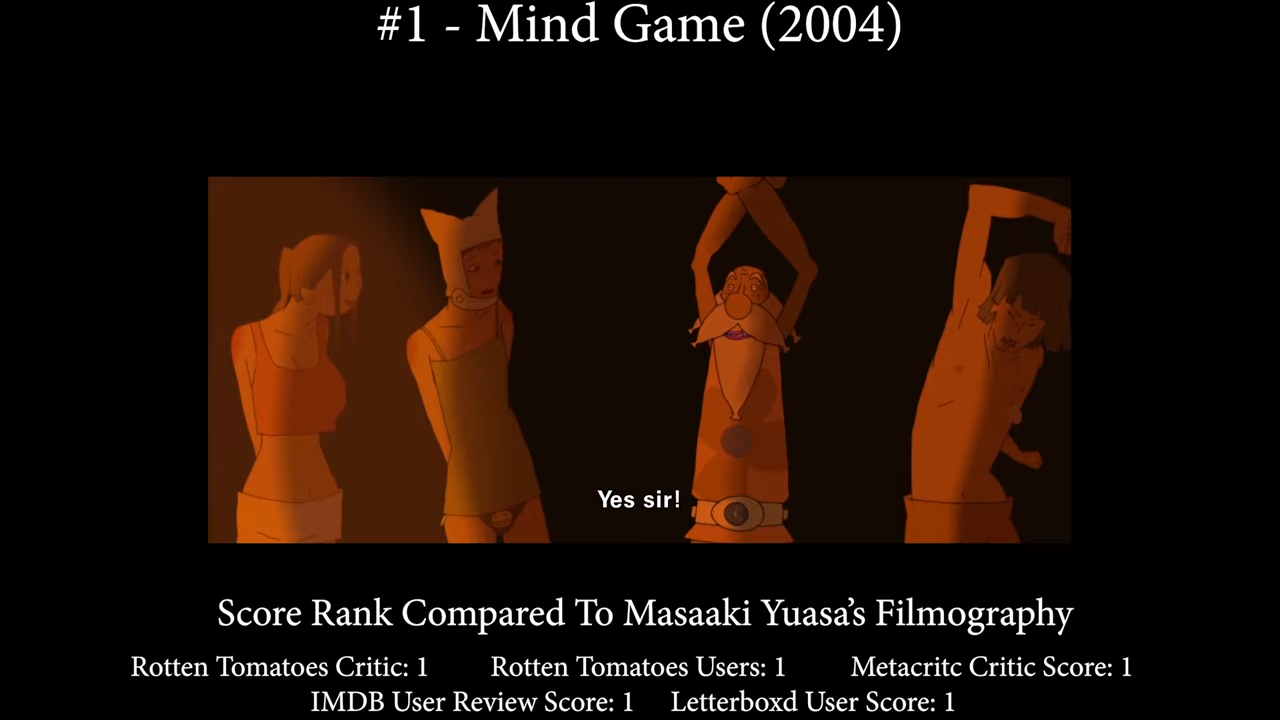 #1 - Mind Game (2004)
Yes sir!
Score Rank Compared To Masaaki Yuasa’s Filmography
Rotten Tomatoes Critic: 1 Rotten Tomatoes Users: 1 Metacritc Critic Score: 1
IMDB User Review Score: 1 Letterboxd User Score: 1